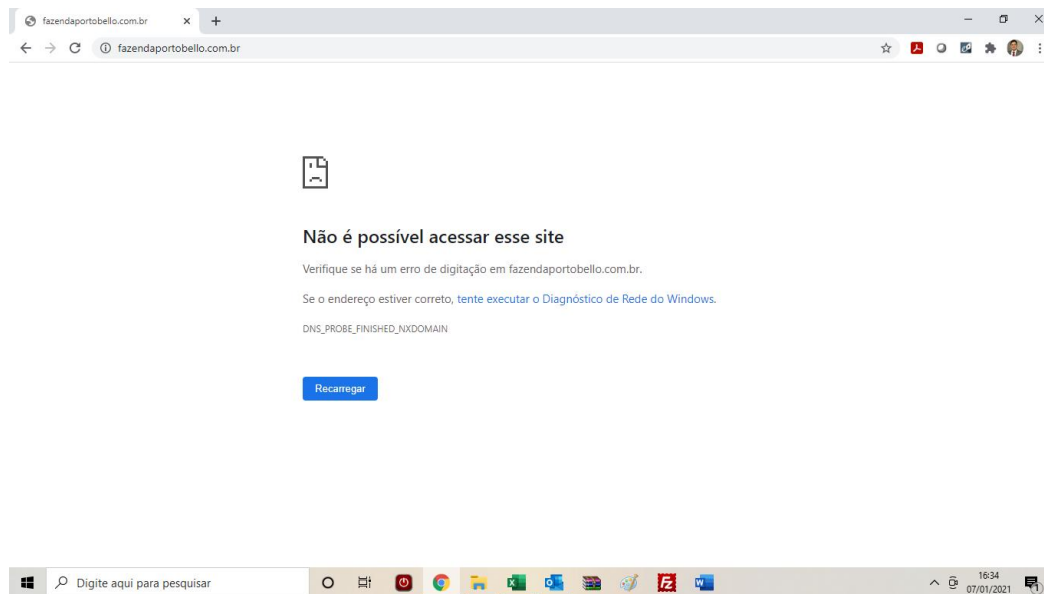 fazendaportobello.com.br
fazendaportobello.com.br
Não é possível acessar esse site
Verifique se há um erro de digitação em fazendaportobello.com.br.
Se o endereço estiver correto, tente executar o Diagnóstico de Rede do Windows.
DNS_PROBE_FINISHED_NXDOMAIN
Recarregar
Digite aqui para pesquisar
16:34
07/01/2021